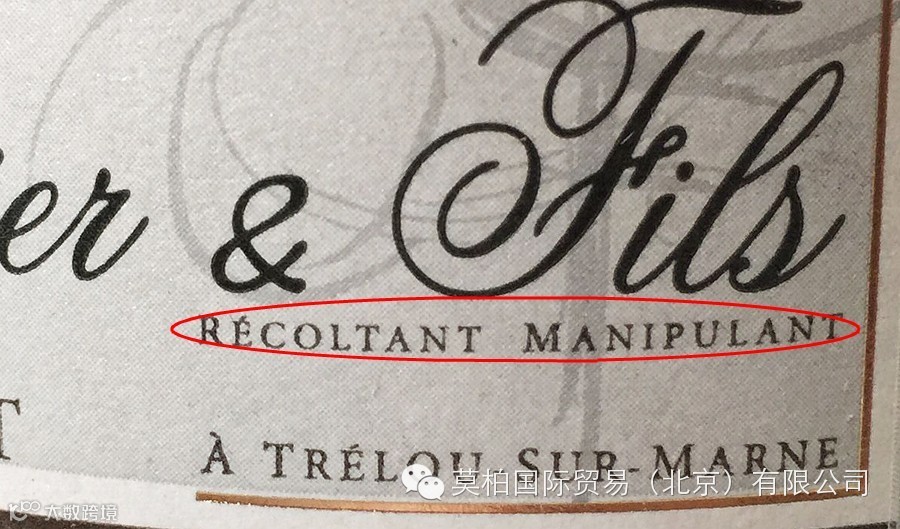 er & Fils
RÉCOLTANT MANIPULANT
T
À TRÉLOU SUR-MARNE
莫柏国际贸易（北京）有限公司
大数跨境